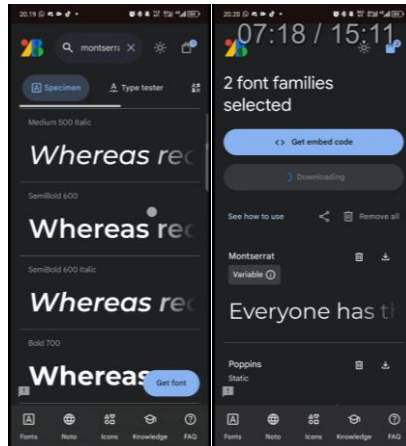 20.19
montserra
Specimen
Type tester
Medium 500 Italic
Whereas rec
SemiBold 600
Whereas rec
SemiBold 600 Italic
Whereas rec
Bold 700
Whereas
Get font
Fonts
Noto
Icons
Knowledge
FAQ
20.20
07:18 / 15:11
2 font families
selected
<> Get embed code
Downloading
See how to use
Remove all
Montserrat
Variable
Everyone has th
Poppins
Static
Fonts
Noto
Icons
Knowledge
FAQ